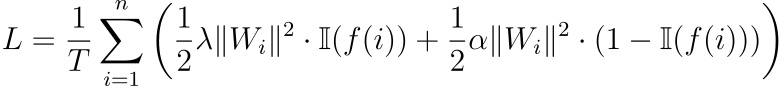 L = \frac{1}{T} \sum_{i=1}^{n} \left( \frac{1}{2} \lambda \|W_i\|^2 \cdot \mathbb{I}(f(i)) + \frac{1}{2} \alpha \|W_i\|^2 \cdot (1 - \mathbb{I}(f(i))) \right)